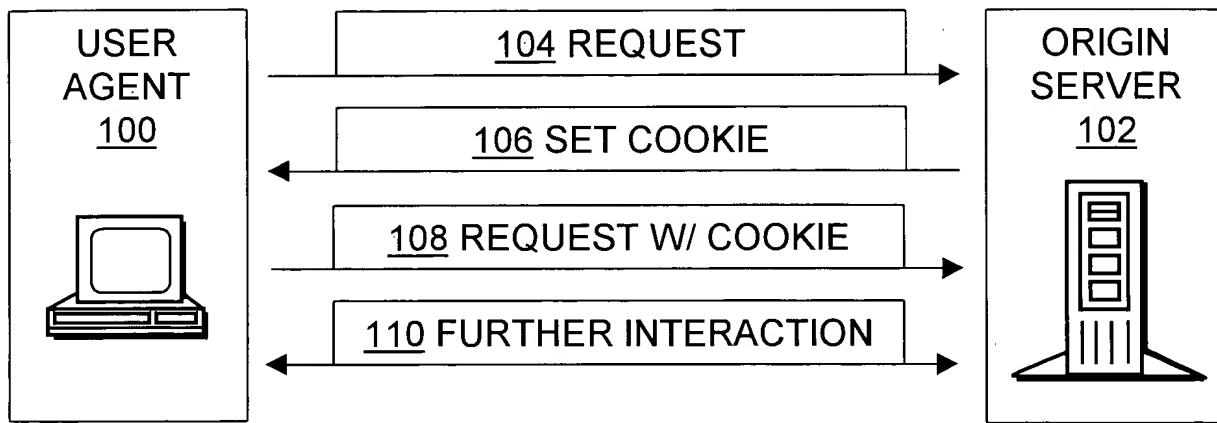 USER
AGENT
100
104 REQUEST
106 SET COOKIE
108 REQUEST W/ COOKIE
110 FURTHER INTERACTION
ORIGIN
SERVER
102